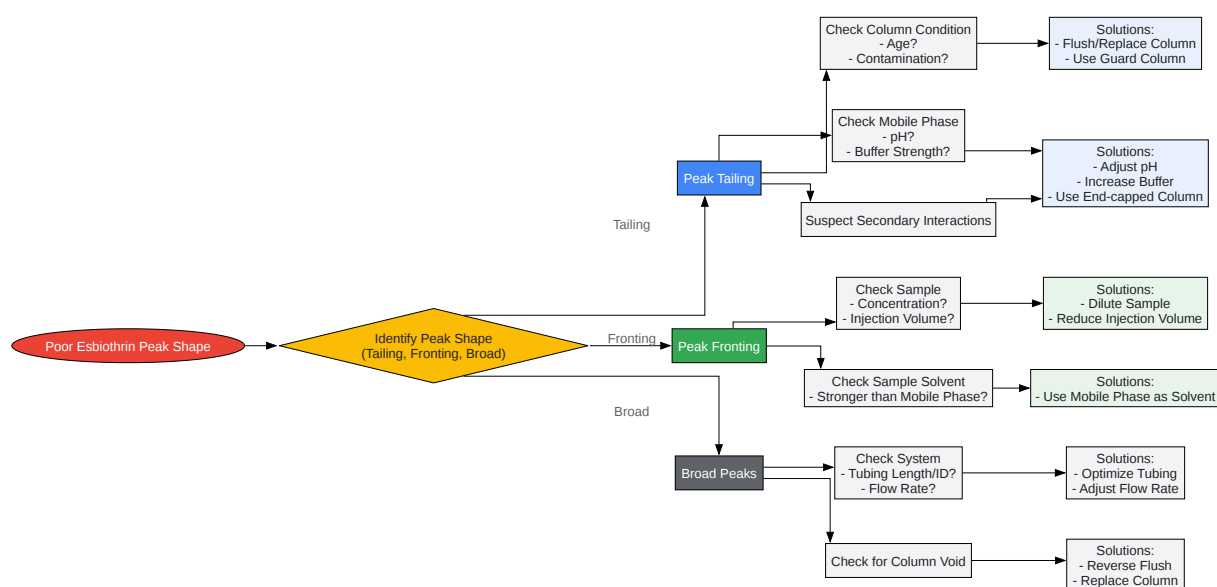 Poor Esbiothrin Peak Shape
Identify Peak Shape
(Tailing, Fronting, Broad)
Tailing
Fronting
Broad
Peak Tailing
Check Column Condition
- Age?
- Contamination?
Solutions:
- Flush/Replace Column
- Use Guard Column
Check Mobile Phase
- pH?
- Buffer Strength?
Suspect Secondary Interactions
Solutions:
- Adjust pH
- Increase Buffer
- Use End-capped Column
Peak Fronting
Check Sample
- Concentration?
- Injection Volume?
Solutions:
- Dilute Sample
- Reduce Injection Volume
Check Sample Solvent
- Stronger than Mobile Phase?
Solutions:
- Use Mobile Phase as Solvent
Broad Peaks
Check System
- Tubing Length/ID?
- Flow Rate?
Solutions:
- Optimize Tubing
- Adjust Flow Rate
Check for Column Void
Solutions:
- Reverse Flush
- Replace Column